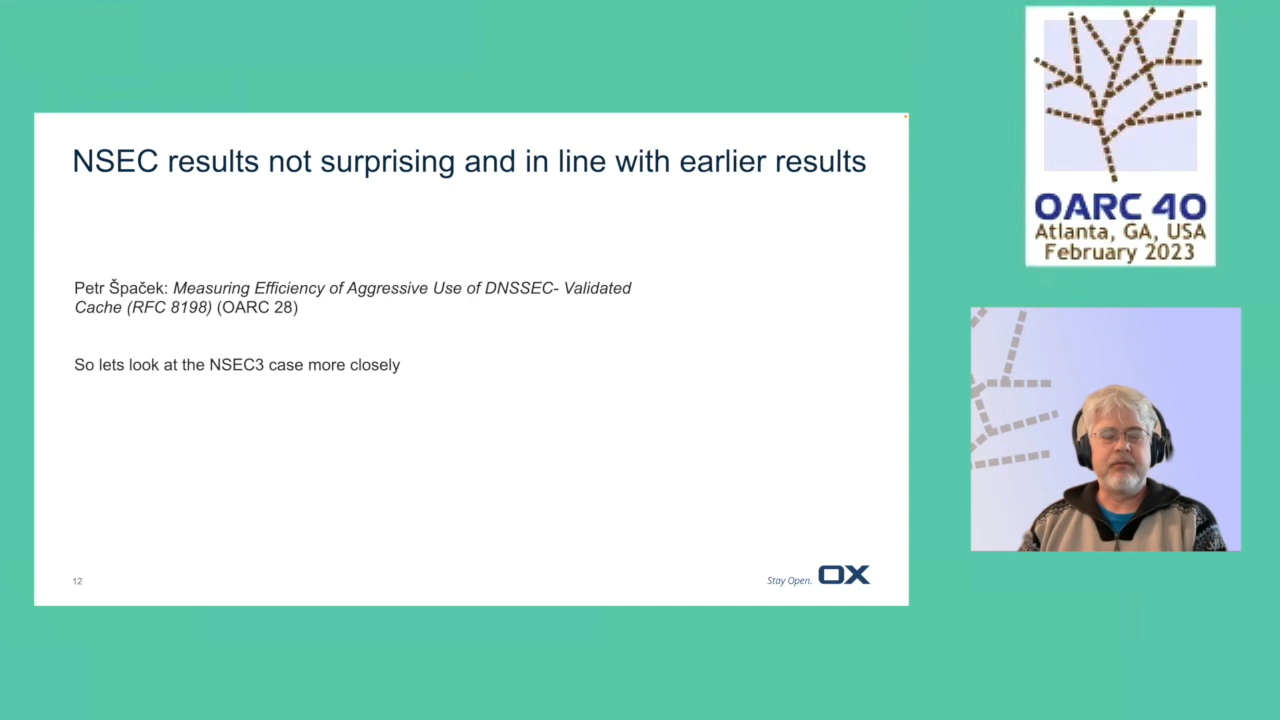 NSEC results not surprising and in line with earlier results
Petr Špaček: Measuring Efficiency of Aggressive Use of DNSSEC- Validated
Cache (RFC 8198) (OARC 28)
So lets look at the NSEC3 case more closely
12
Stay Open. OX
OARC 40
Atlanta, GA, USA
February 2023